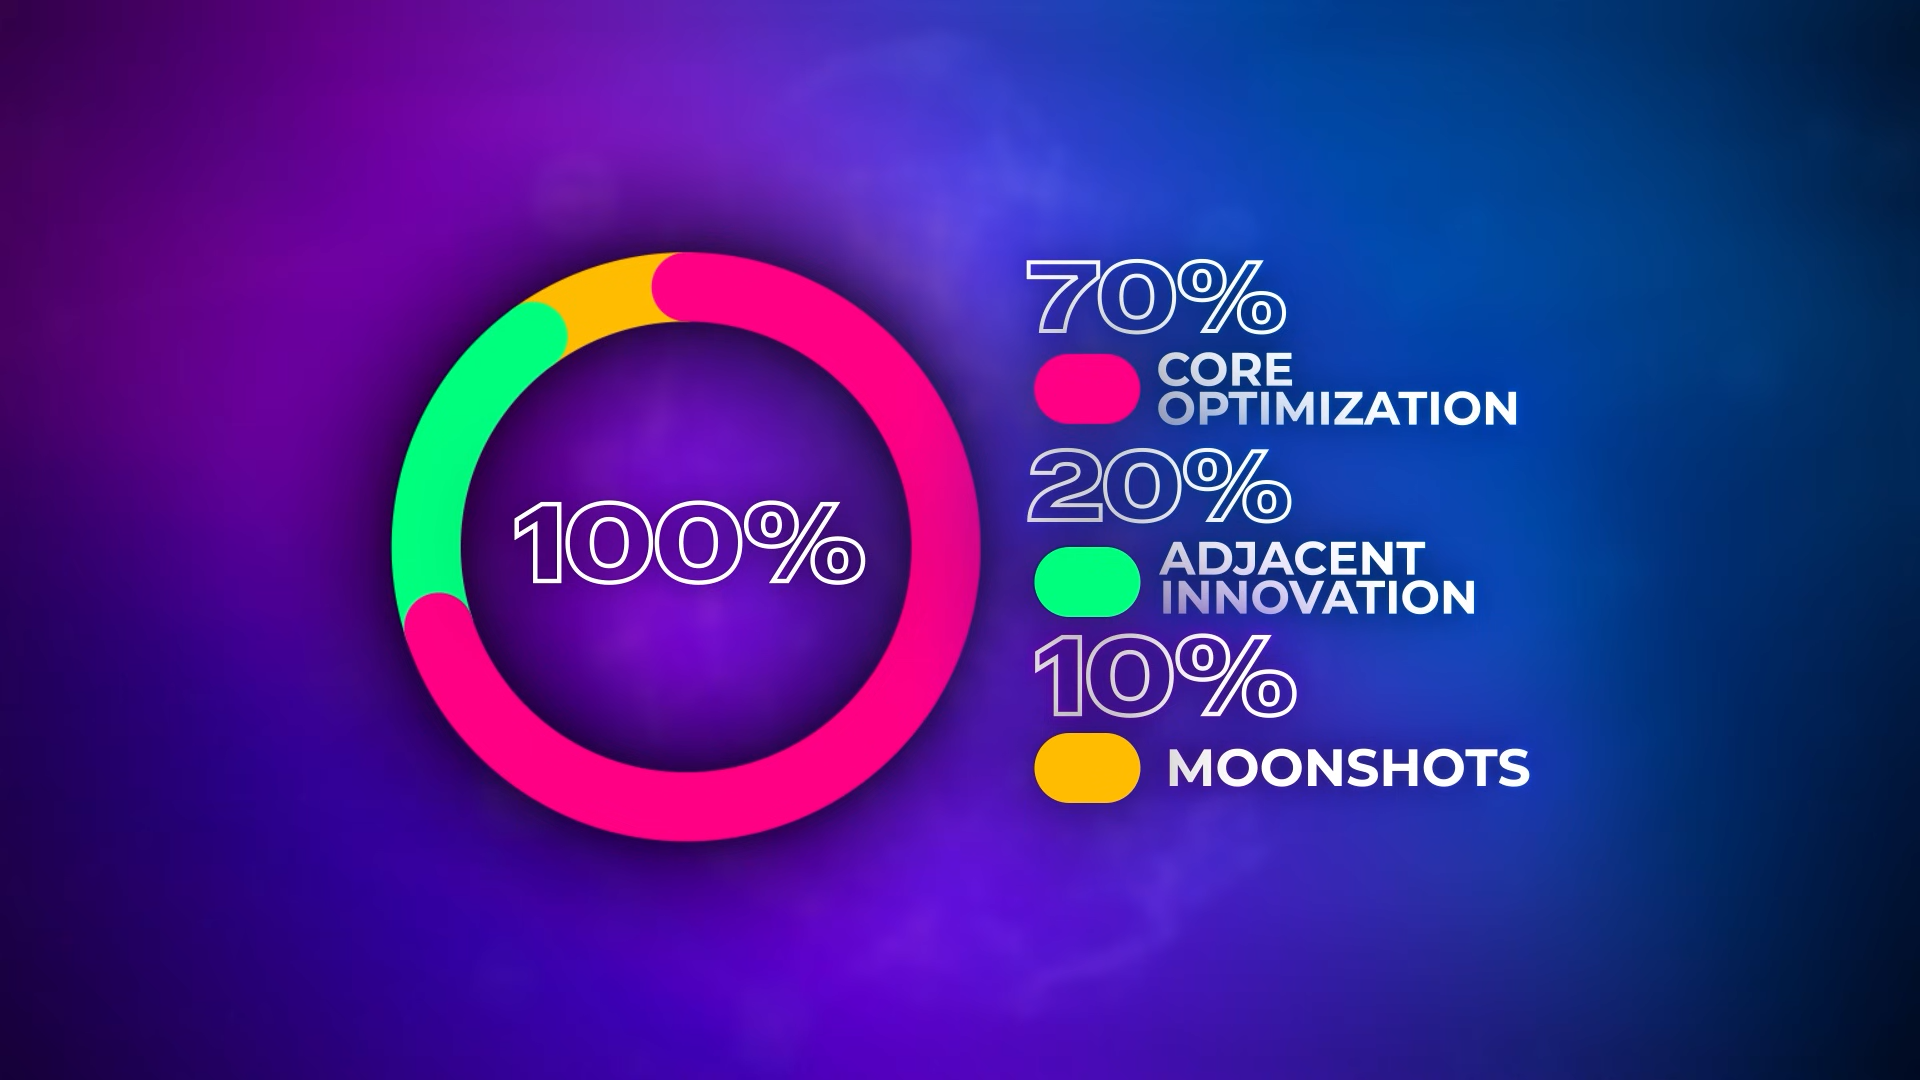 100%
70%
CORE
OPTIMIZATION
20%
ADJACENT
INNOVATION
10%
MOONSHOTS